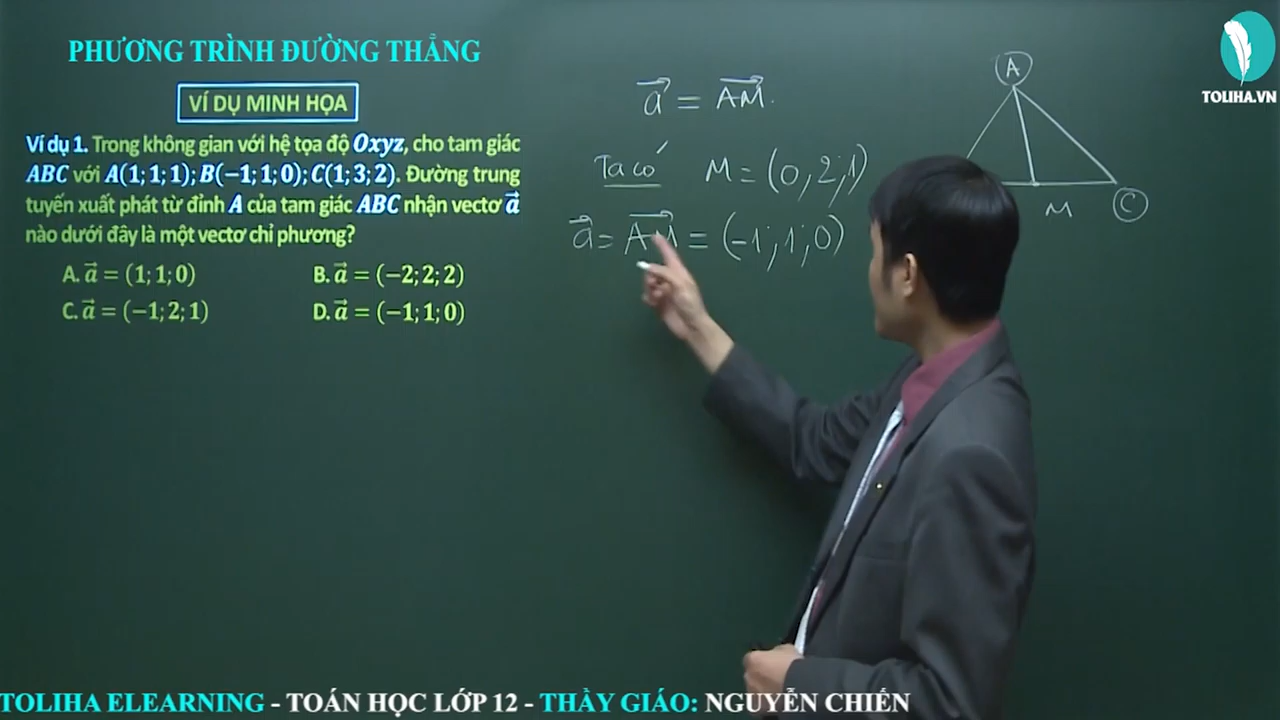 PHƯƠNG TRÌNH ĐƯỜNG THẲNG
VÍ DỤ MINH HỌA
Ví dụ 1. Trong không gian với hệ tọa độ Oxyz, cho tam giác
ABC với A(1; 1; 1); B(−1; 1; 0); C(1; 3; 2). Đường trung
tuyến xuất phát từ đỉnh A của tam giác ABC nhận vectơ a⃗
nào dưới đây là một vectơ chỉ phương?
A. a⃗ = (1; 1; 0)
B. a⃗ = (−2; 2; 2)
C. a⃗ = (−1; 2; 1)
D. a⃗ = (−1; 1; 0)
a⃗ = AM⃗.
Ta có M = (0; 2; 1)
a⃗ = AM⃗ = (-1; 1; 0)
A
M
C
TOLIHA.VN
TOLIHA ELEARNING - TOÁN HỌC LỚP 12 - THẦY GIÁO: NGUYỄN CHIẾN